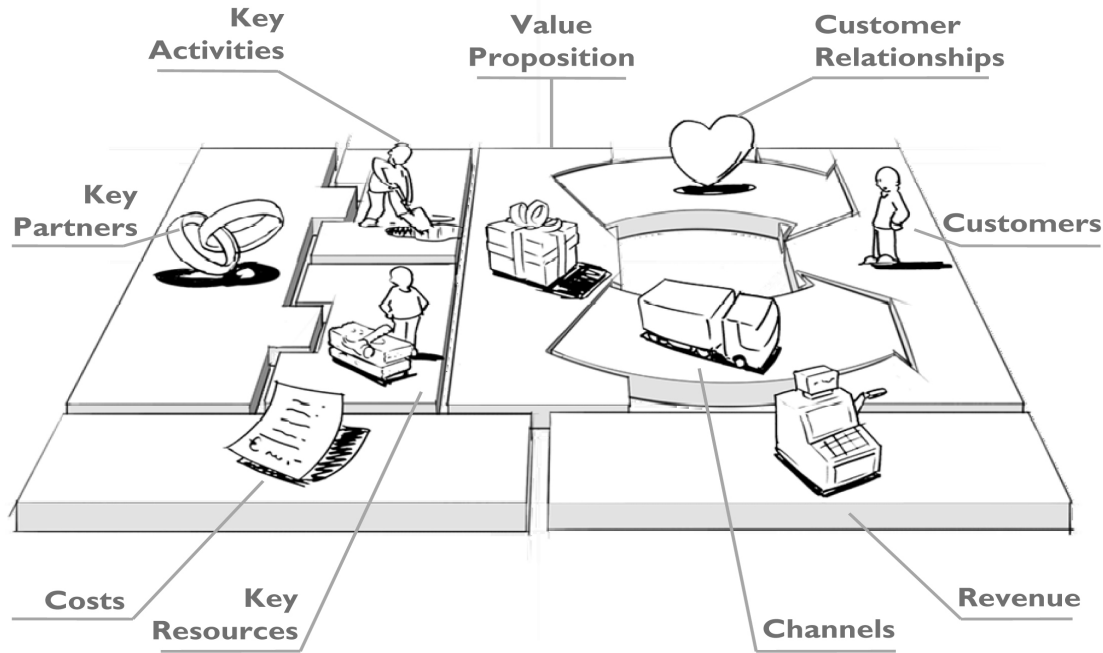 Key
Activities
Value
Proposition
Customer
Relationships
Key
Partners
Customers
Costs
Key
Resources
Channels
Revenue